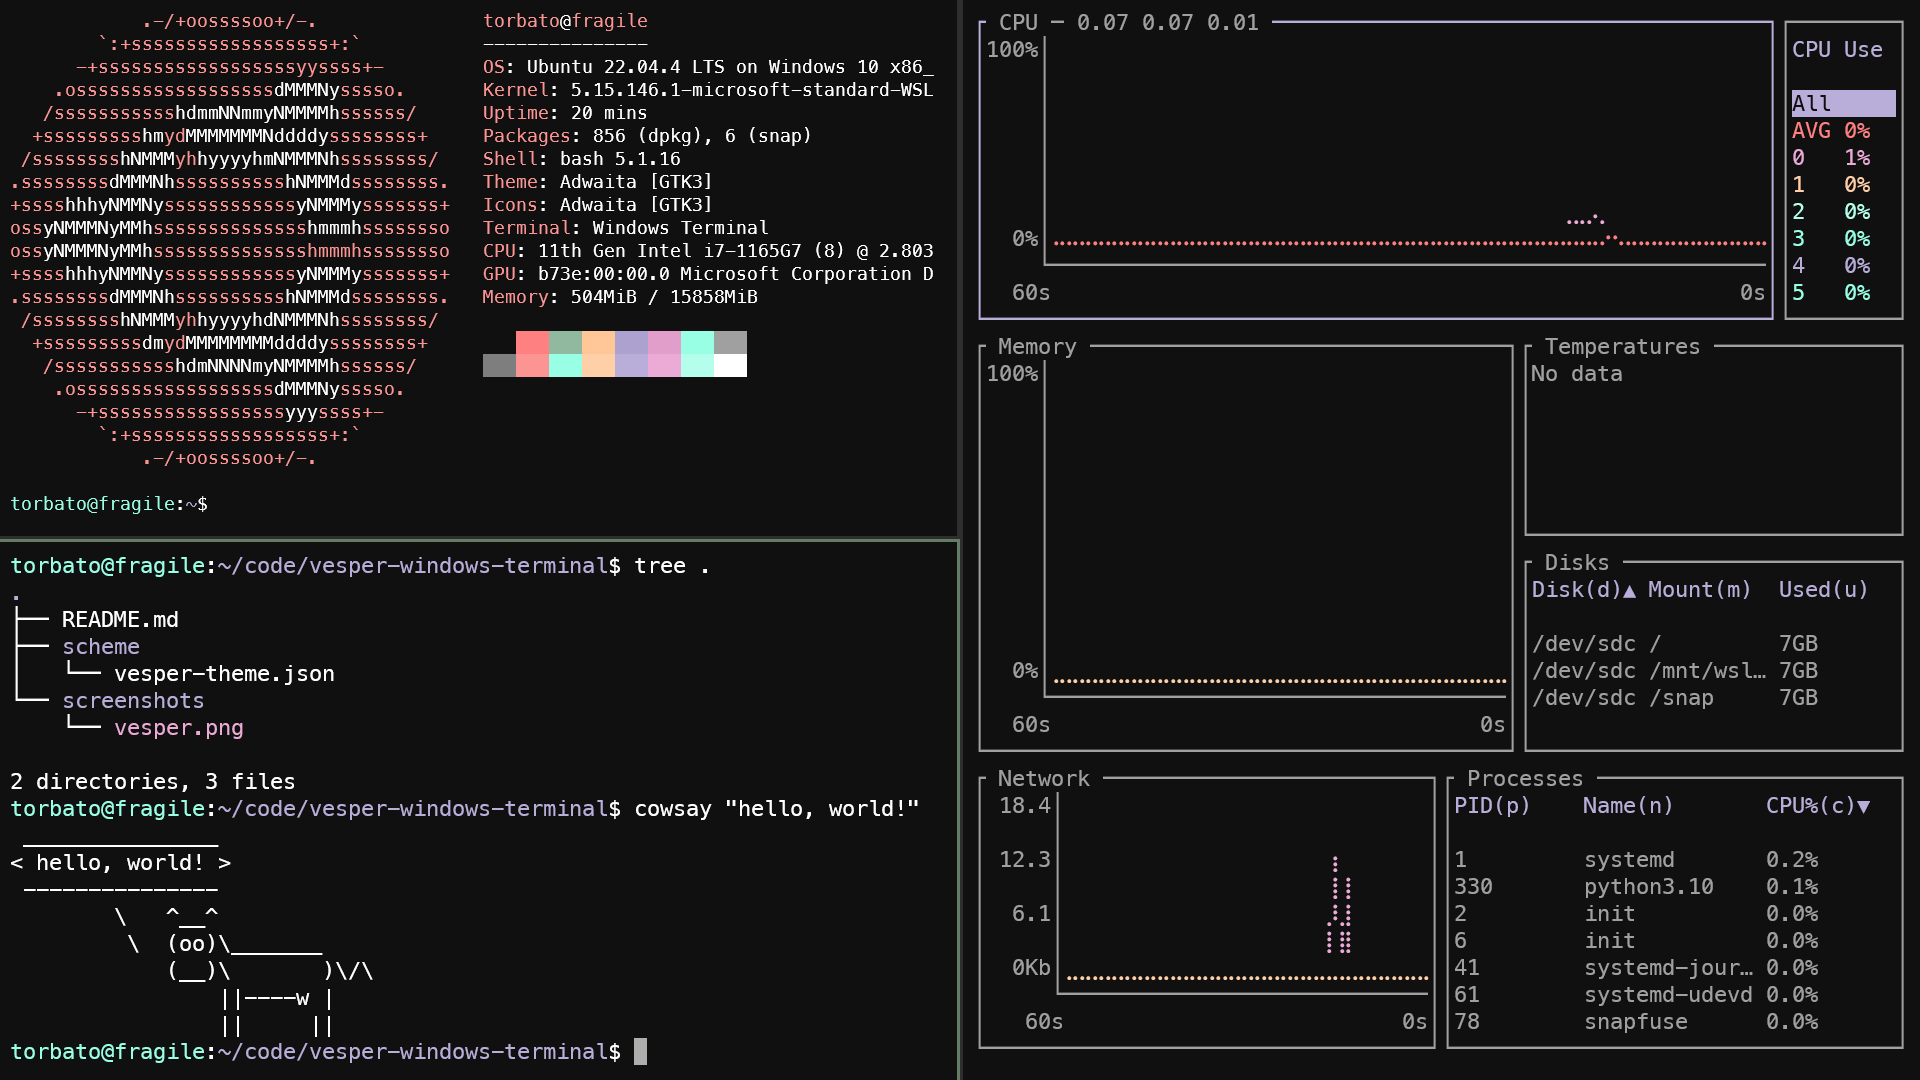 .-/+oossssoo+/-.
`:+ssssssssssssssssss+:`
-+ssssssssssssssssssyyssss+-
.ossssssssssssssssssdMMMNysssso.
/ssssssssssshdmmNNmmyNMMMMhssssss/
+ssssssssshmydMMMMMMMNddddyssssssss+
/sssssssshNMMMyhhyyyyhmNMMMNhssssssss/
.ssssssssdMMMNhsssssssssshNMMMdssssssss.
+sssshhhyNMMNyssssssssssssyNMMMysssssss+
ossyNMMMNyMMhsssssssssssssshmmmhssssssso
ossyNMMMNyMMhsssssssssssssshmmmhssssssso
+sssshhhyNMMNyssssssssssssyNMMMysssssss+
.ssssssssdMMMNhsssssssssshNMMMdssssssss.
/sssssssshNMMMyhhyyyyhdNMMMNhssssssss/
+sssssssssdmydMMMMMMMMddddyssssssss+
/ssssssssssshdmNNNNmyNMMMMhssssss/
.ossssssssssssssssssdMMMNysssso.
-+sssssssssssssssssyyyssss+-
`:+ssssssssssssssssss+:`
.-/+oossssoo+/-.
torbato@fragile
---------------
OS: Ubuntu 22.04.4 LTS on Windows 10 x86_
Kernel: 5.15.146.1-microsoft-standard-WSL
Uptime: 20 mins
Packages: 856 (dpkg), 6 (snap)
Shell: bash 5.1.16
Theme: Adwaita [GTK3]
Icons: Adwaita [GTK3]
Terminal: Windows Terminal
CPU: 11th Gen Intel i7-1165G7 (8) @ 2.803
GPU: b73e:00:00.0 Microsoft Corporation D
Memory: 504MiB / 15858MiB
torbato@fragile:~$
torbato@fragile:~/code/vesper-windows-terminal$ tree .
.
├── README.md
├── scheme
│   └── vesper-theme.json
└── screenshots
    └── vesper.png
2 directories, 3 files
torbato@fragile:~/code/vesper-windows-terminal$ cowsay "hello, world!"
 _______________
< hello, world! >
 ---------------
        \   ^__^
         \  (oo)\_______
            (__)\       )\/\
                ||----w |
                ||     ||
torbato@fragile:~/code/vesper-windows-terminal$
CPU ─ 0.07 0.07 0.01
100%
0%
60s 0s
CPU Use
All
AVG 0%
0 1%
1 0%
2 0%
3 0%
4 0%
5 0%
Memory
100%
0%
60s 0s
Temperatures
No data
Disks
Disk(d)▲ Mount(m) Used(u)
/dev/sdc / 7GB
/dev/sdc /mnt/wsl… 7GB
/dev/sdc /snap 7GB
Network
18.4
12.3
6.1
0Kb
60s 0s
Processes
PID(p) Name(n) CPU%(c)▼
1 systemd 0.2%
330 python3.10 0.1%
2 init 0.0%
6 init 0.0%
41 systemd-jour… 0.0%
61 systemd-udevd 0.0%
78 snapfuse 0.0%